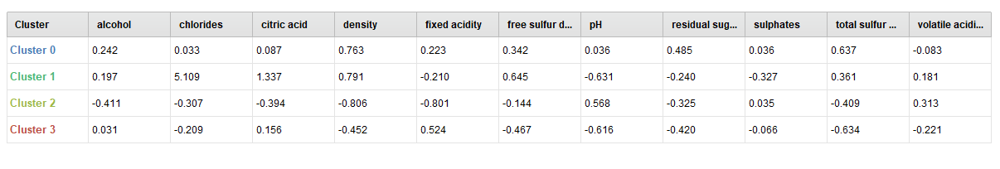 Cluster alcohol chlorides citric acid density fixed acidity free sulfur d... pH residual sug... sulphates total sulfur ... volatile acidi...
Cluster 0 0.242 0.033 0.087 0.763 0.223 0.342 0.036 0.485 0.036 0.637 -0.083
Cluster 1 0.197 5.109 1.337 0.791 -0.210 0.645 -0.631 -0.240 -0.327 0.361 0.181
Cluster 2 -0.411 -0.307 -0.394 -0.806 -0.801 -0.144 0.568 -0.325 0.035 -0.409 0.313
Cluster 3 0.031 -0.209 0.156 -0.452 0.524 -0.467 -0.616 -0.420 -0.066 -0.634 -0.221